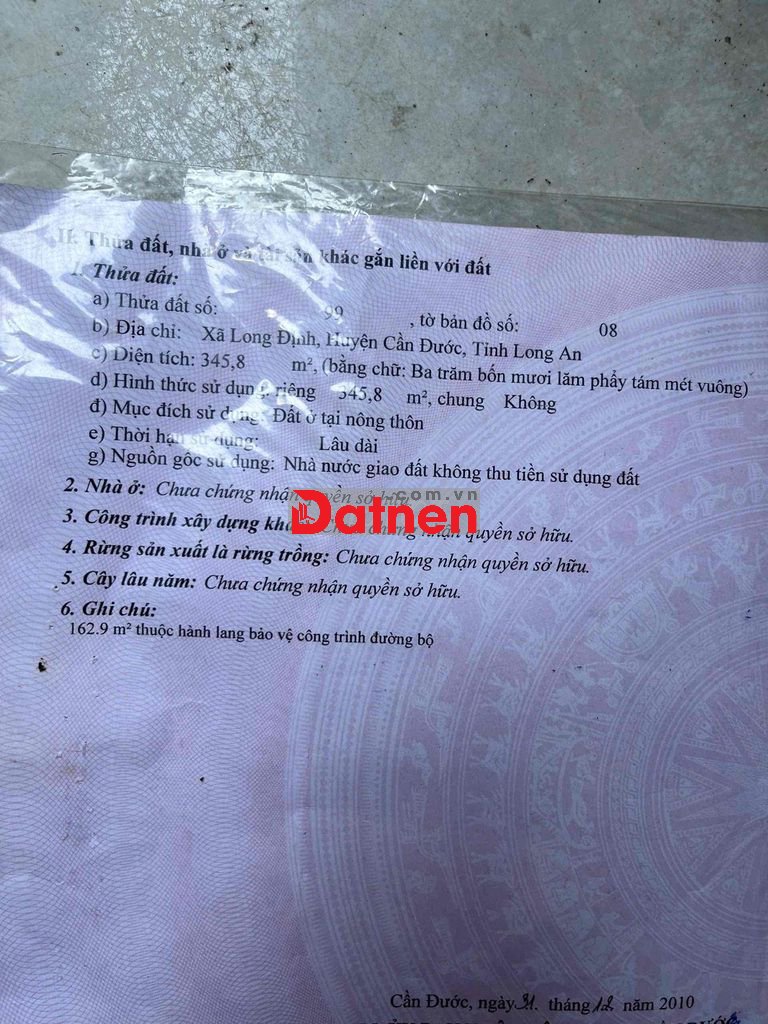 II. Thửa đất, nhà ở và tài sản khác gắn liền với đất
1. Thửa đất:
a) Thửa đất số: 99 , tờ bản đồ số: 08
b) Địa chỉ: Xã Long Định, Huyện Cần Đước, Tỉnh Long An
c) Diện tích: 345,8 m², (bằng chữ: Ba trăm bốn mươi lăm phẩy tám mét vuông)
d) Hình thức sử dụng: riêng 345,8 m², chung Không
đ) Mục đích sử dụng: Đất ở tại nông thôn
e) Thời hạn sử dụng: Lâu dài
g) Nguồn gốc sử dụng: Nhà nước giao đất không thu tiền sử dụng đất
2. Nhà ở: Chưa chứng nhận quyền sở hữu
.com.vn
Datnen
3. Công trình xây dựng khác: Chưa chứng nhận quyền sở hữu.
4. Rừng sản xuất là rừng trồng: Chưa chứng nhận quyền sở hữu.
5. Cây lâu năm: Chưa chứng nhận quyền sở hữu.
6. Ghi chú:
162.9 m² thuộc hành lang bảo vệ công trình đường bộ
Cần Đước, ngày 31 tháng 12 năm 2010